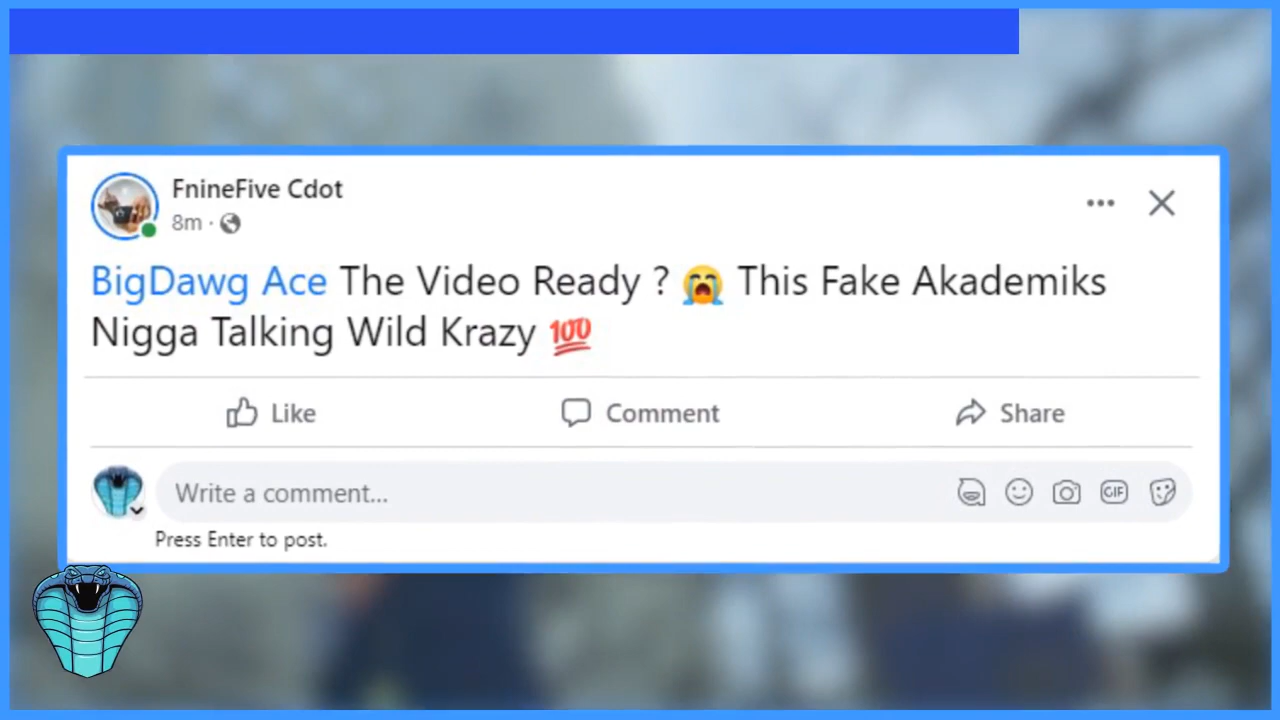 FnineFive Cdot
8m ·
BigDawg Ace The Video Ready ? 😭 This Fake Akademiks
Nigga Talking Wild Krazy 💯
Like Comment Share
Write a comment... GIF
Press Enter to post.